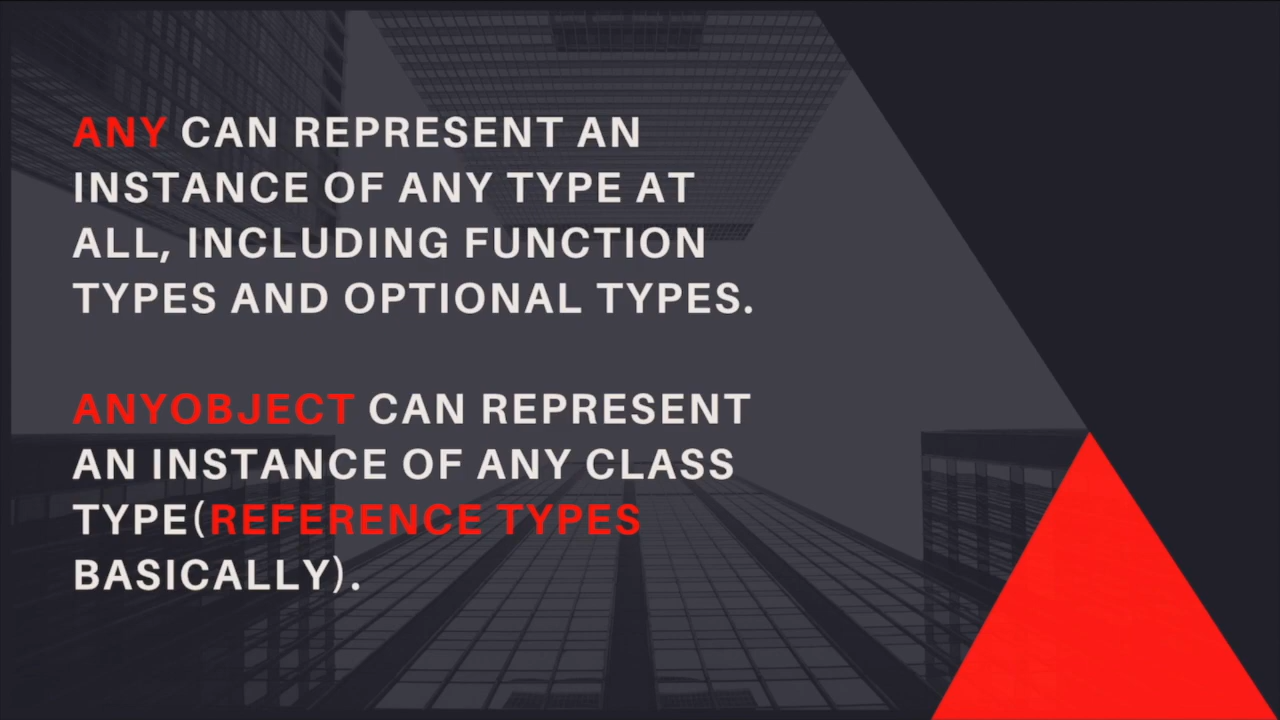 ANY CAN REPRESENT AN
INSTANCE OF ANY TYPE AT
ALL, INCLUDING FUNCTION
TYPES AND OPTIONAL TYPES.
ANYOBJECT CAN REPRESENT
AN INSTANCE OF ANY CLASS
TYPE(REFERENCE TYPES
BASICALLY).